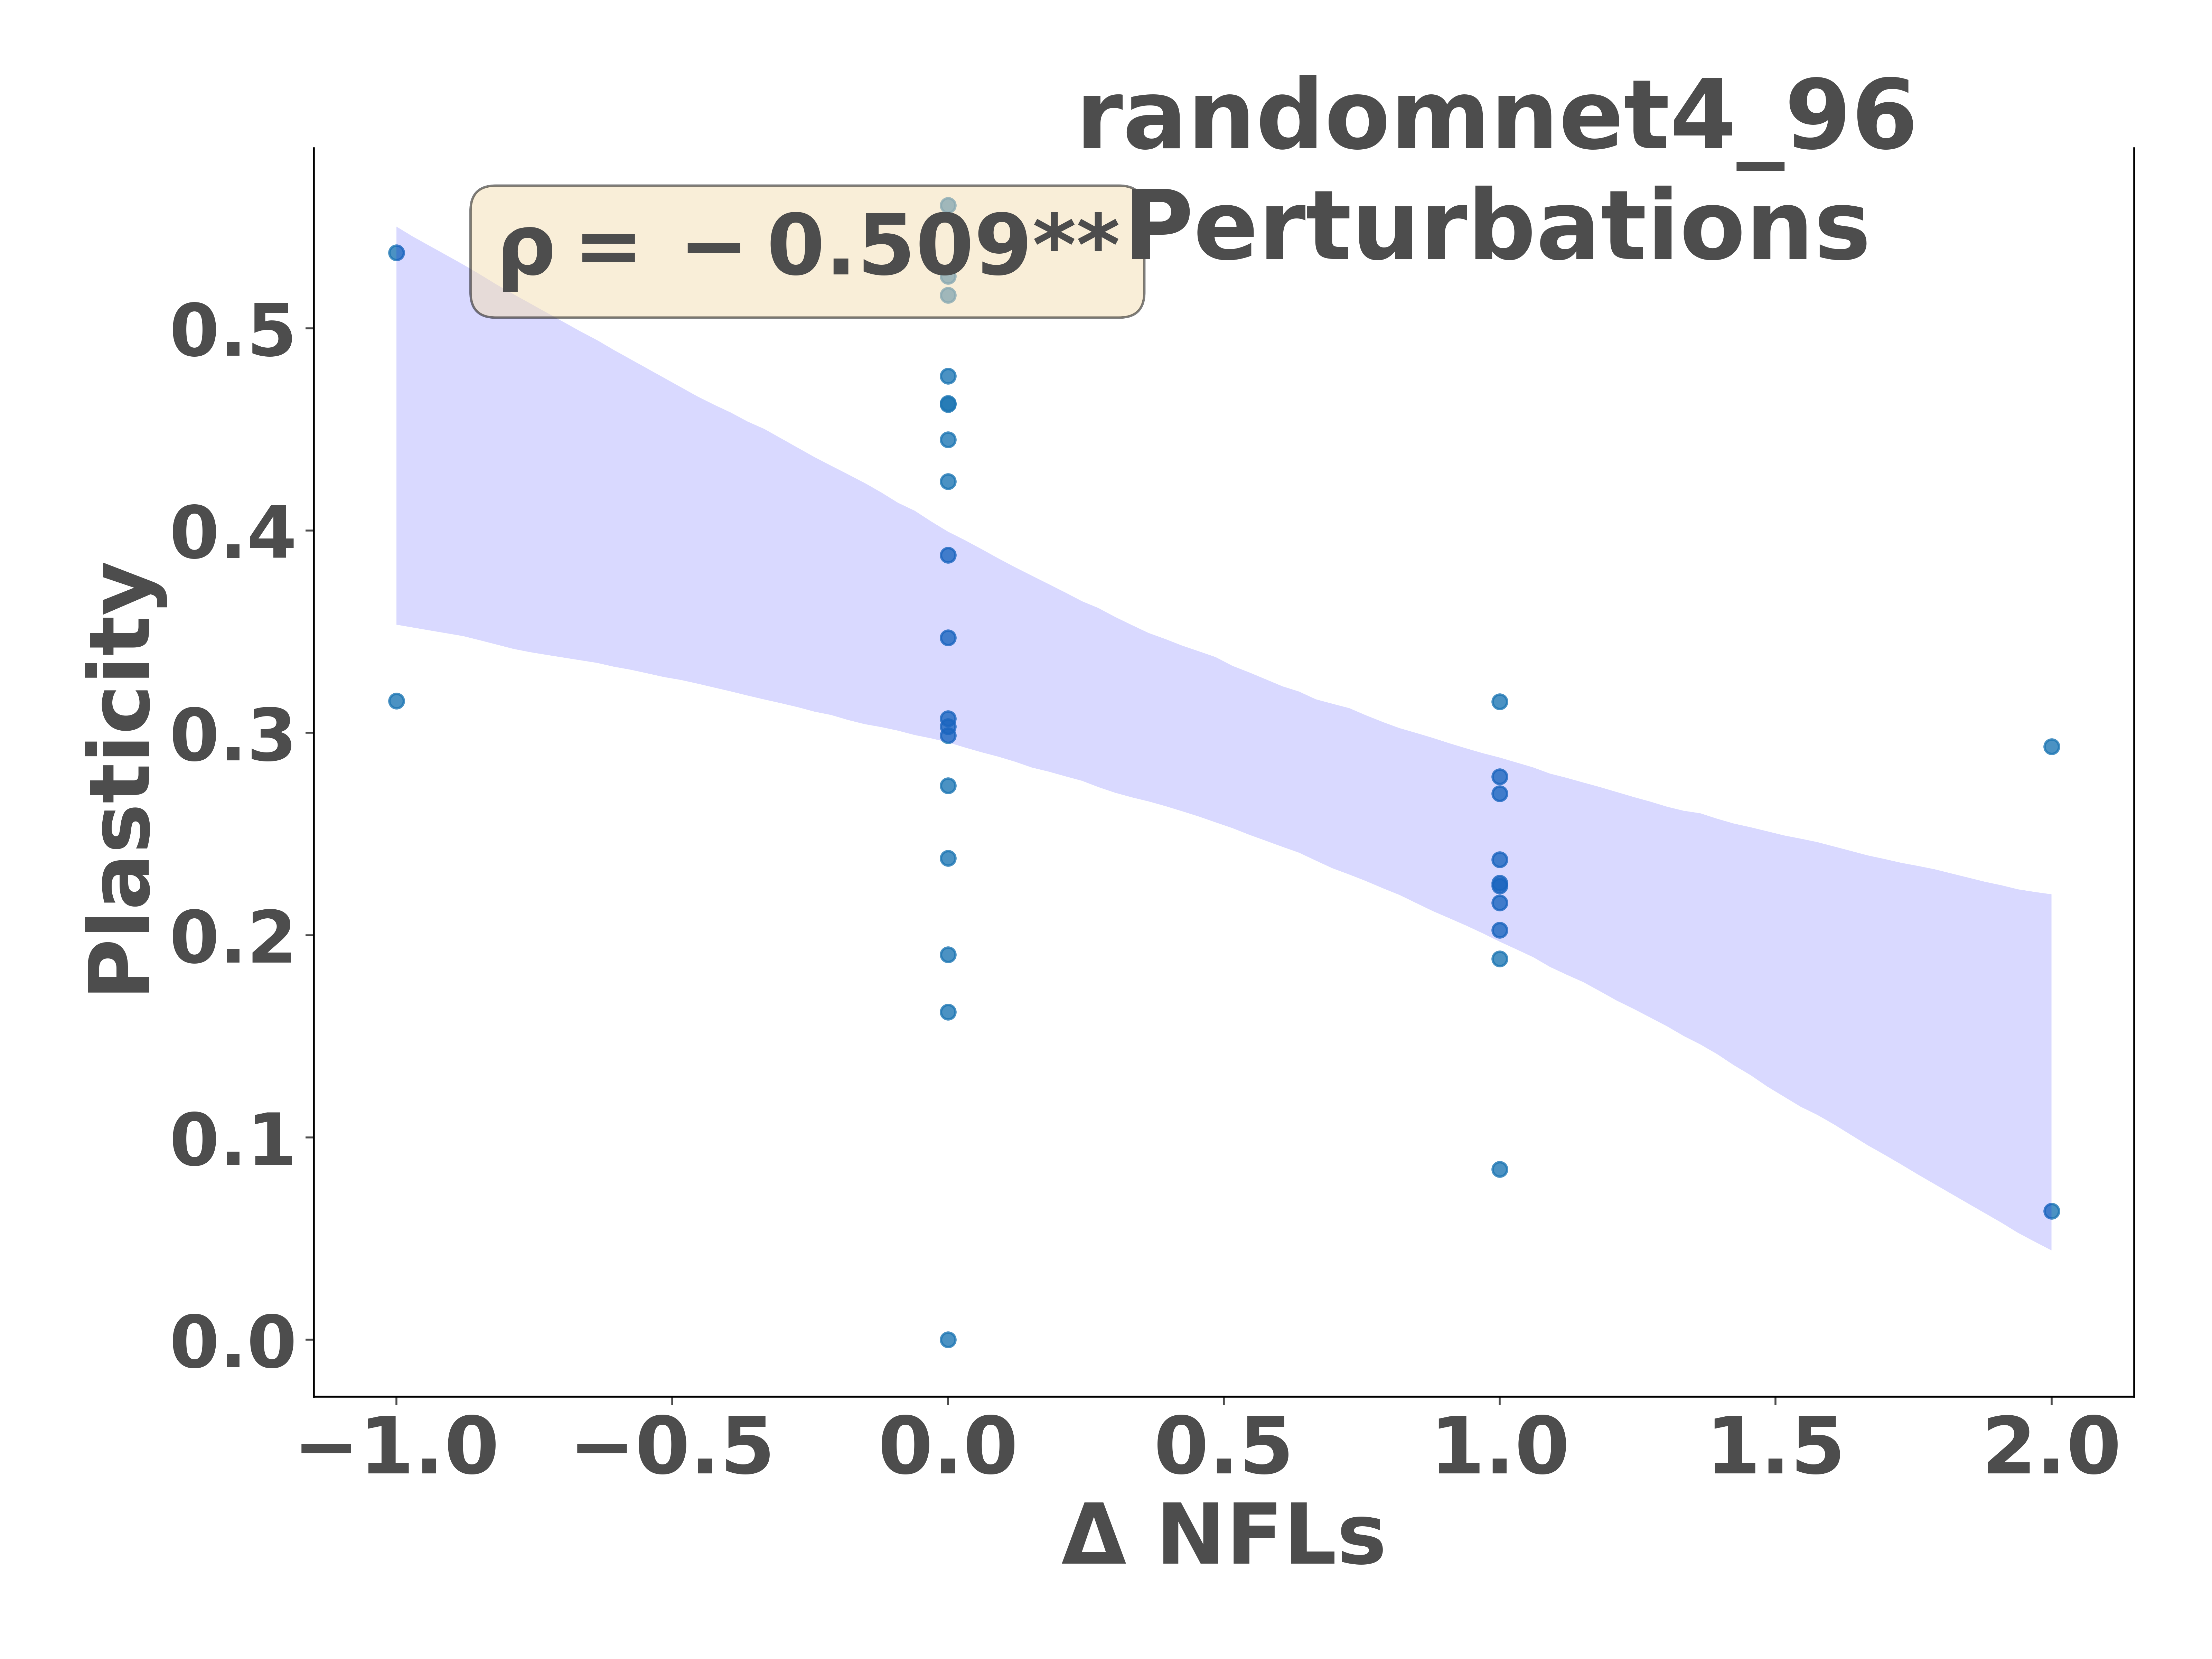 randomnet4_96
Perturbations
ρ = − 0.509**
Plasticity
0.5
0.4
0.3
0.2
0.1
0.0
−1.0 −0.5 0.0 0.5 1.0 1.5 2.0
Δ NFLs